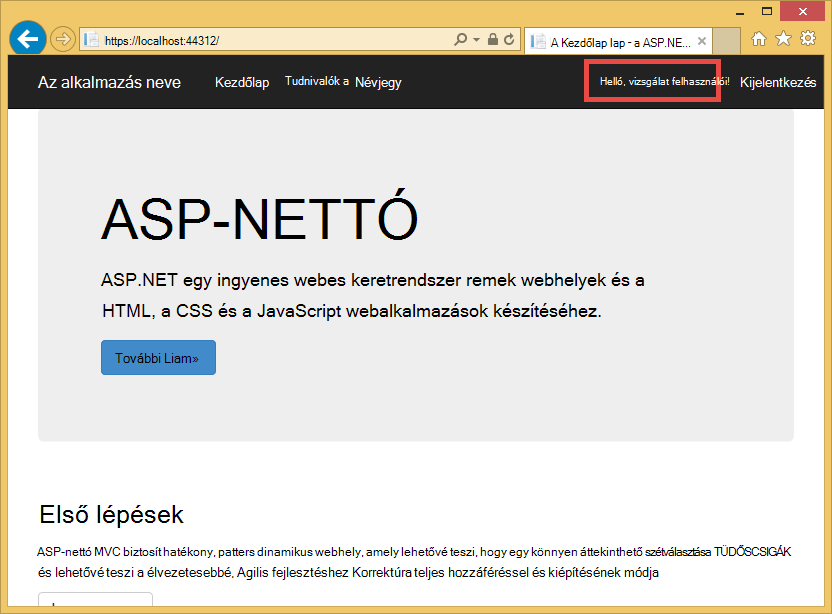 https://localhost:44312/
A Kezdőlap lap - a ASP.NE...
Az alkalmazás neve Kezdőlap Tudnivalók a Névjegy Helló, vizsgálat felhasználói! Kijelentkezés
ASP-NETTÓ
ASP.NET egy ingyenes webes keretrendszer remek webhelyek és a
HTML, a CSS és a JavaScript webalkalmazások készítéséhez.
További Liam»
Első lépések
ASP-nettó MVC biztosít hatékony, patters dinamikus webhely, amely lehetővé teszi, hogy egy könnyen áttekinthető szétválasztása TÜDŐSCSIGÁK
és lehetővé teszi a élvezetesebbé, Agilis fejlesztéshez Korrektúra teljes hozzáféréssel és kiépítésének módja